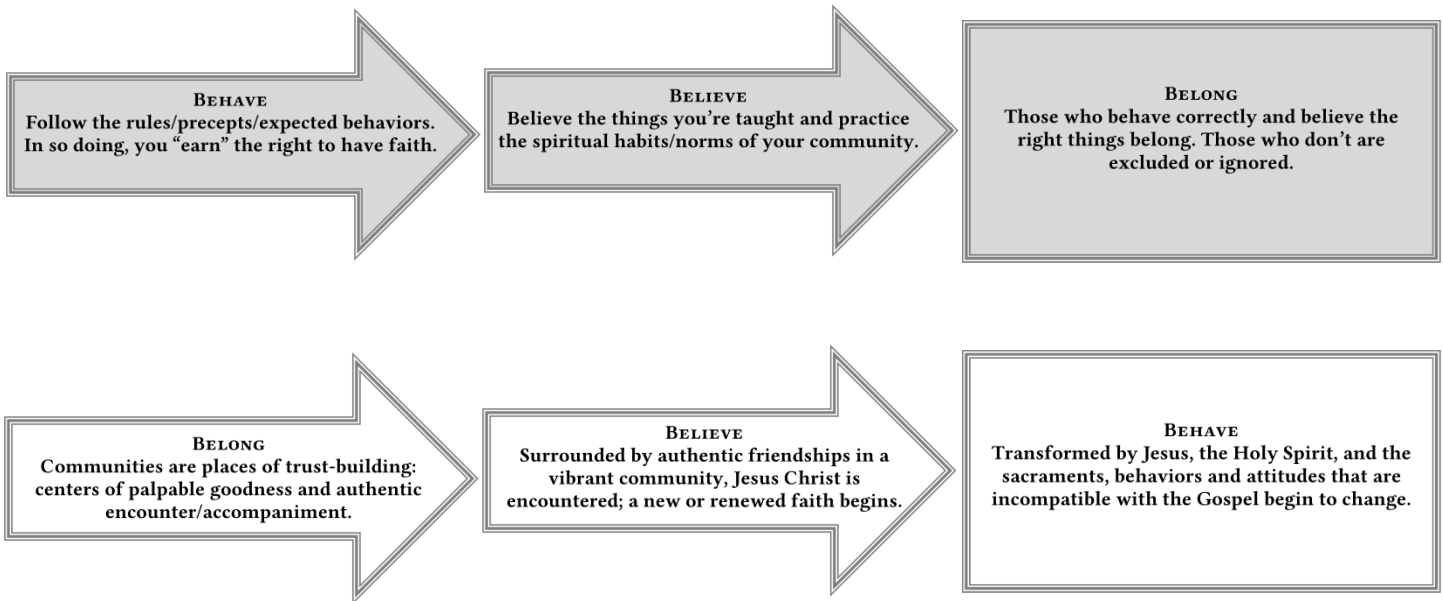 BEHAVE
Follow the rules/precepts/expected behaviors.
In so doing, you “earn” the right to have faith.
BELIEVE
Believe the things you’re taught and practice
the spiritual habits/norms of your community.
BELONG
Those who behave correctly and believe the
right things belong. Those who don’t are
excluded or ignored.
BELONG
Communities are places of trust-building:
centers of palpable goodness and authentic
encounter/accompaniment.
BELIEVE
Surrounded by authentic friendships in a
vibrant community, Jesus Christ is
encountered; a new or renewed faith begins.
BEHAVE
Transformed by Jesus, the Holy Spirit, and the
sacraments, behaviors and attitudes that are
incompatible with the Gospel begin to change.